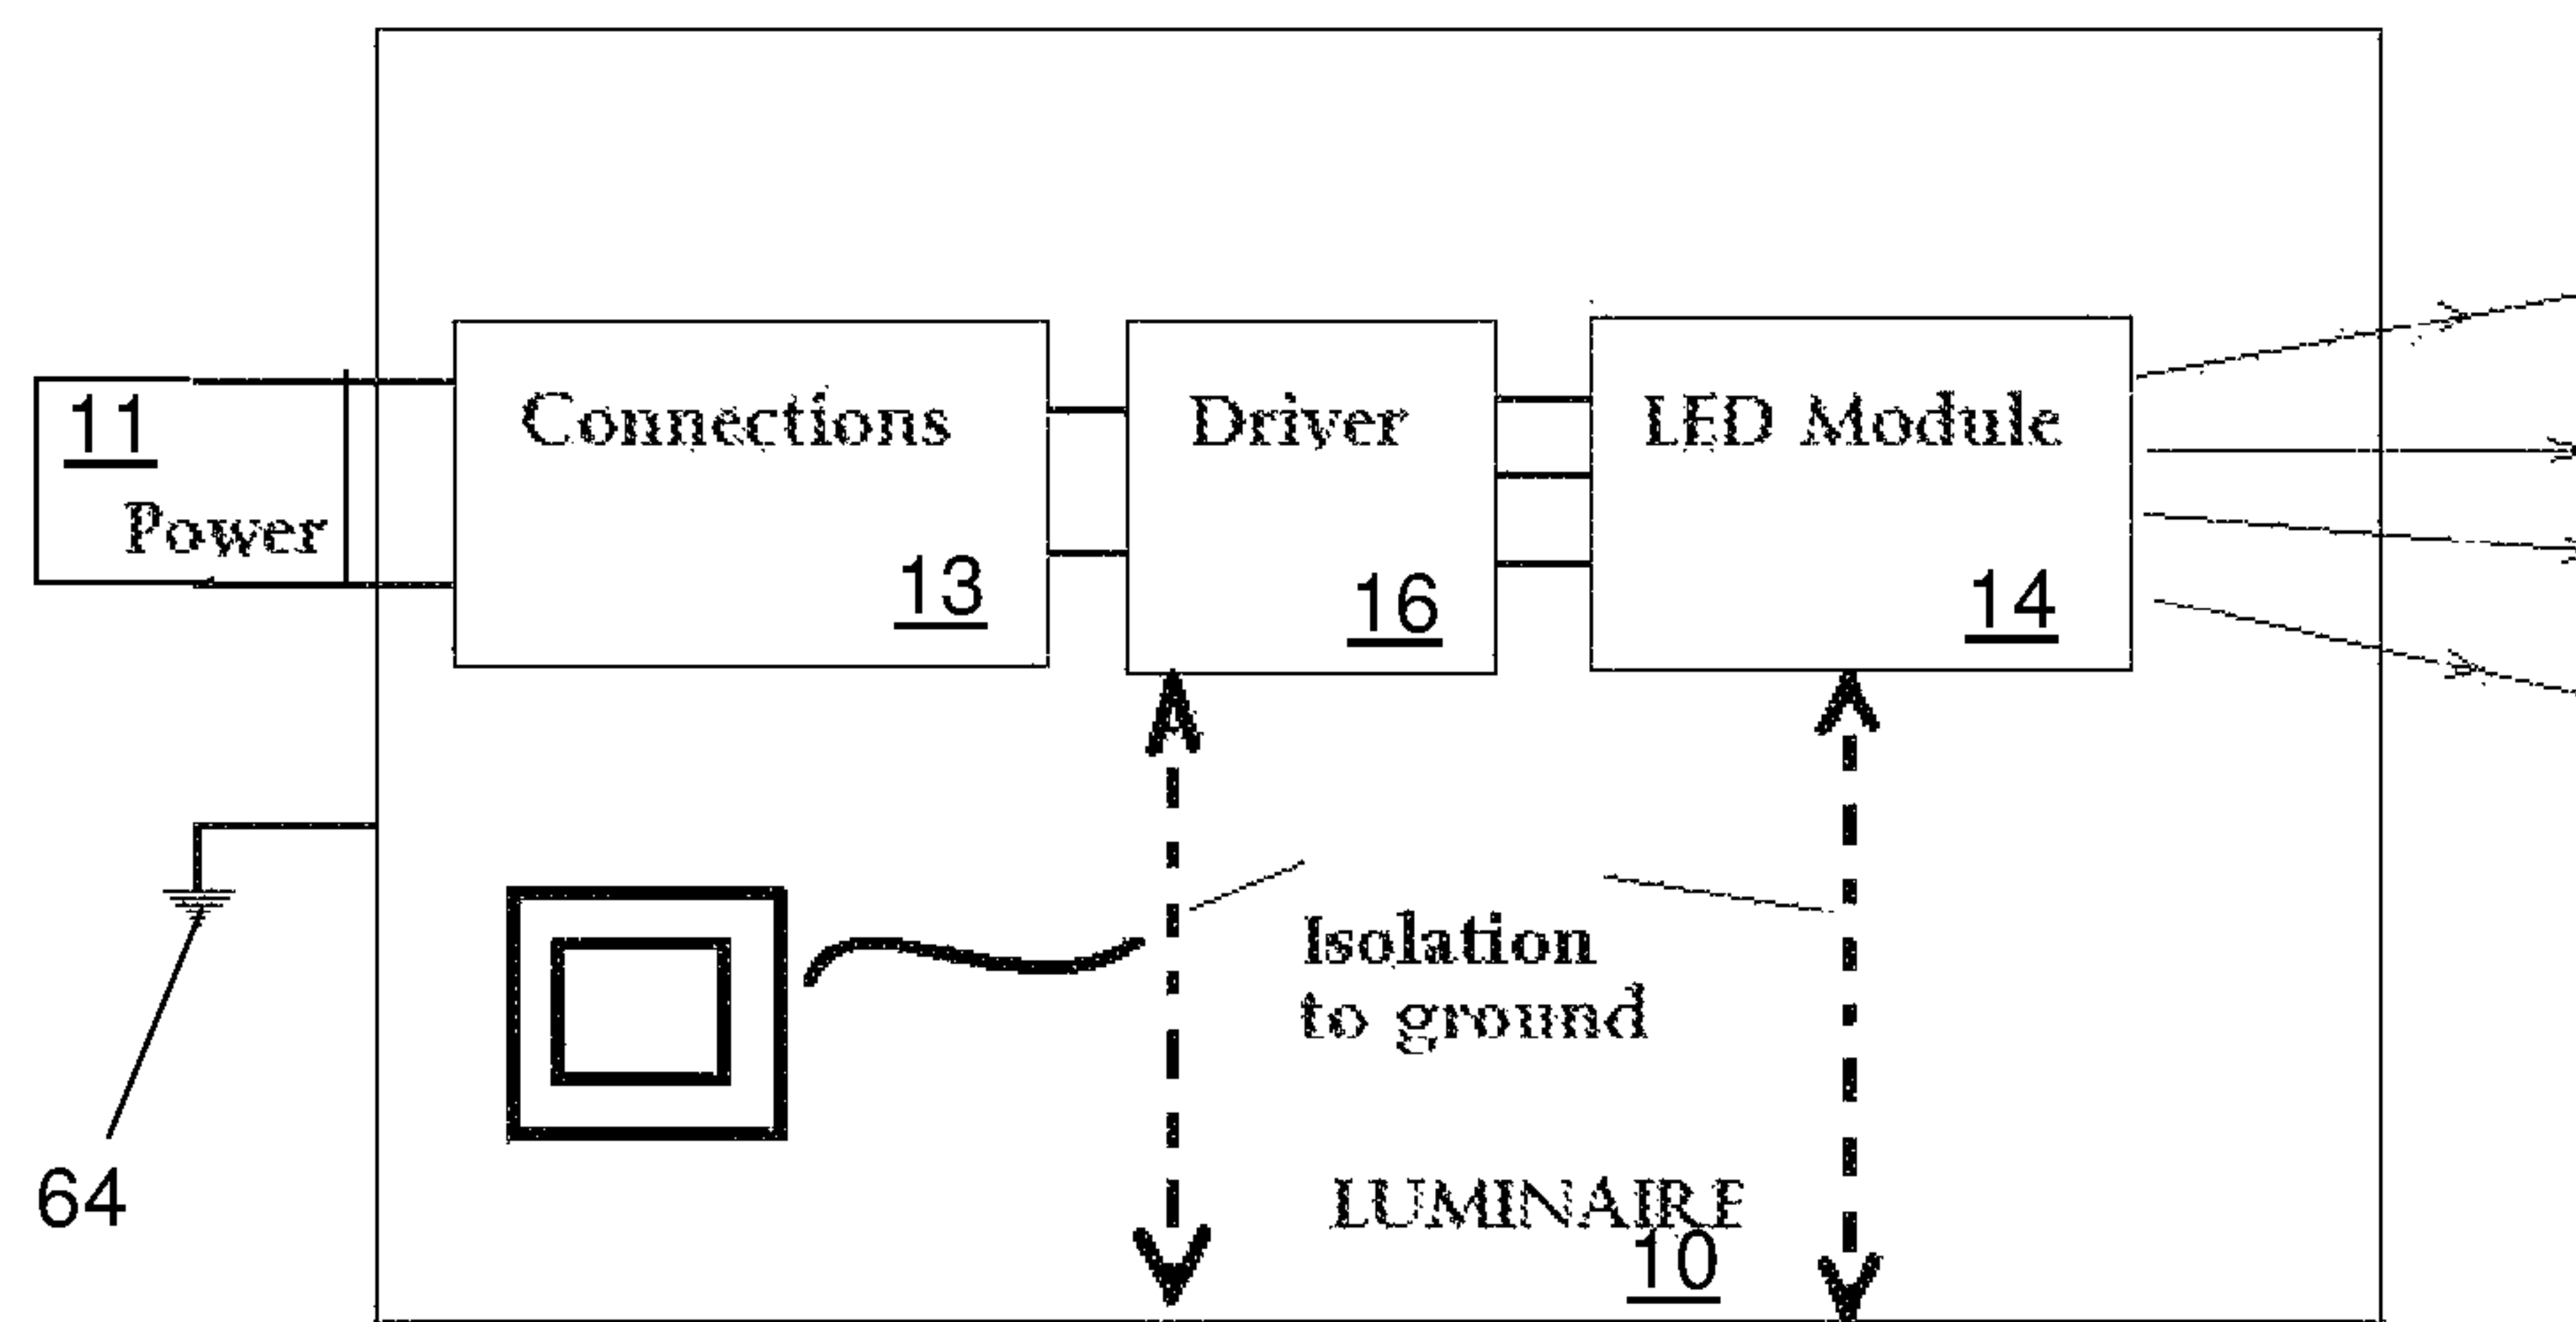 11
Power
Connections
13
Driver
16
LED Module
14
Isolation
to ground
64
LUMINAIRE
10